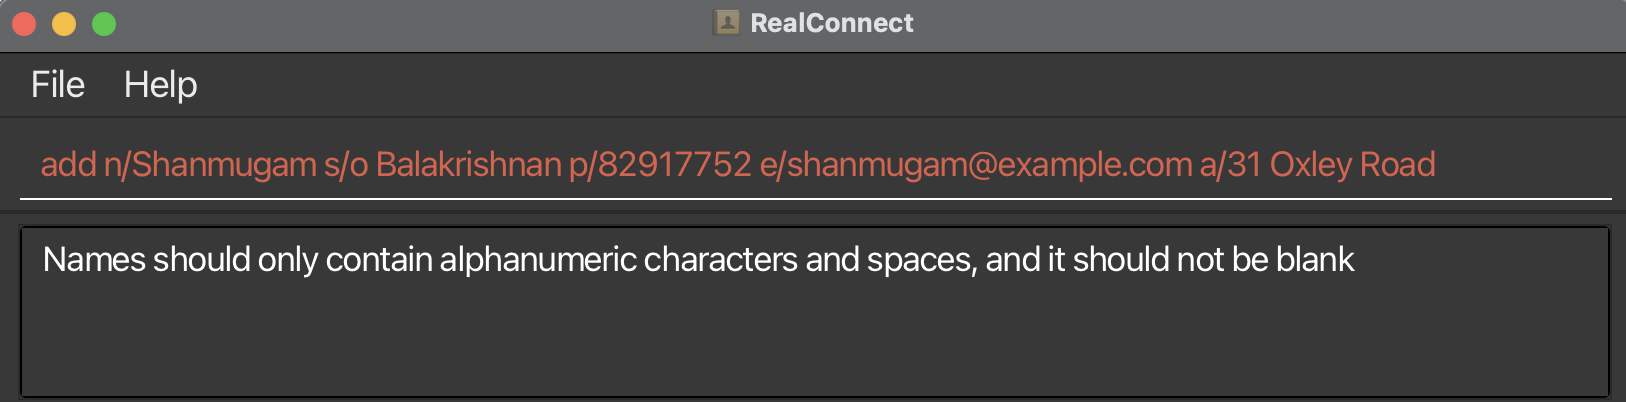 RealConnect
File Help
add n/Shanmugam s/o Balakrishnan p/82917752 e/shanmugam@example.com a/31 Oxley Road
Names should only contain alphanumeric characters and spaces, and it should not be blank